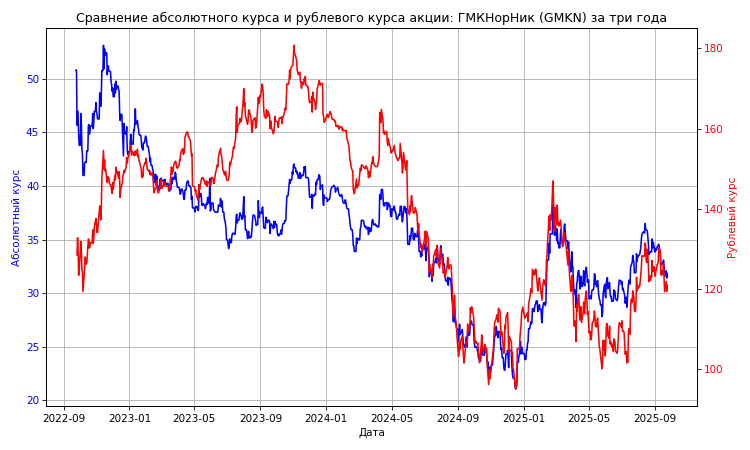 Сравнение абсолютного курса и рублевого курса акции: ГМКНорНик (GMKN) за три года
Абсолютный курс
50
45
40
35
30
25
20
180
160
140
120
100
Рублевый курс
2022-09 2023-01 2023-05 2023-09 2024-01 2024-05 2024-09 2025-01 2025-05 2025-09
Дата